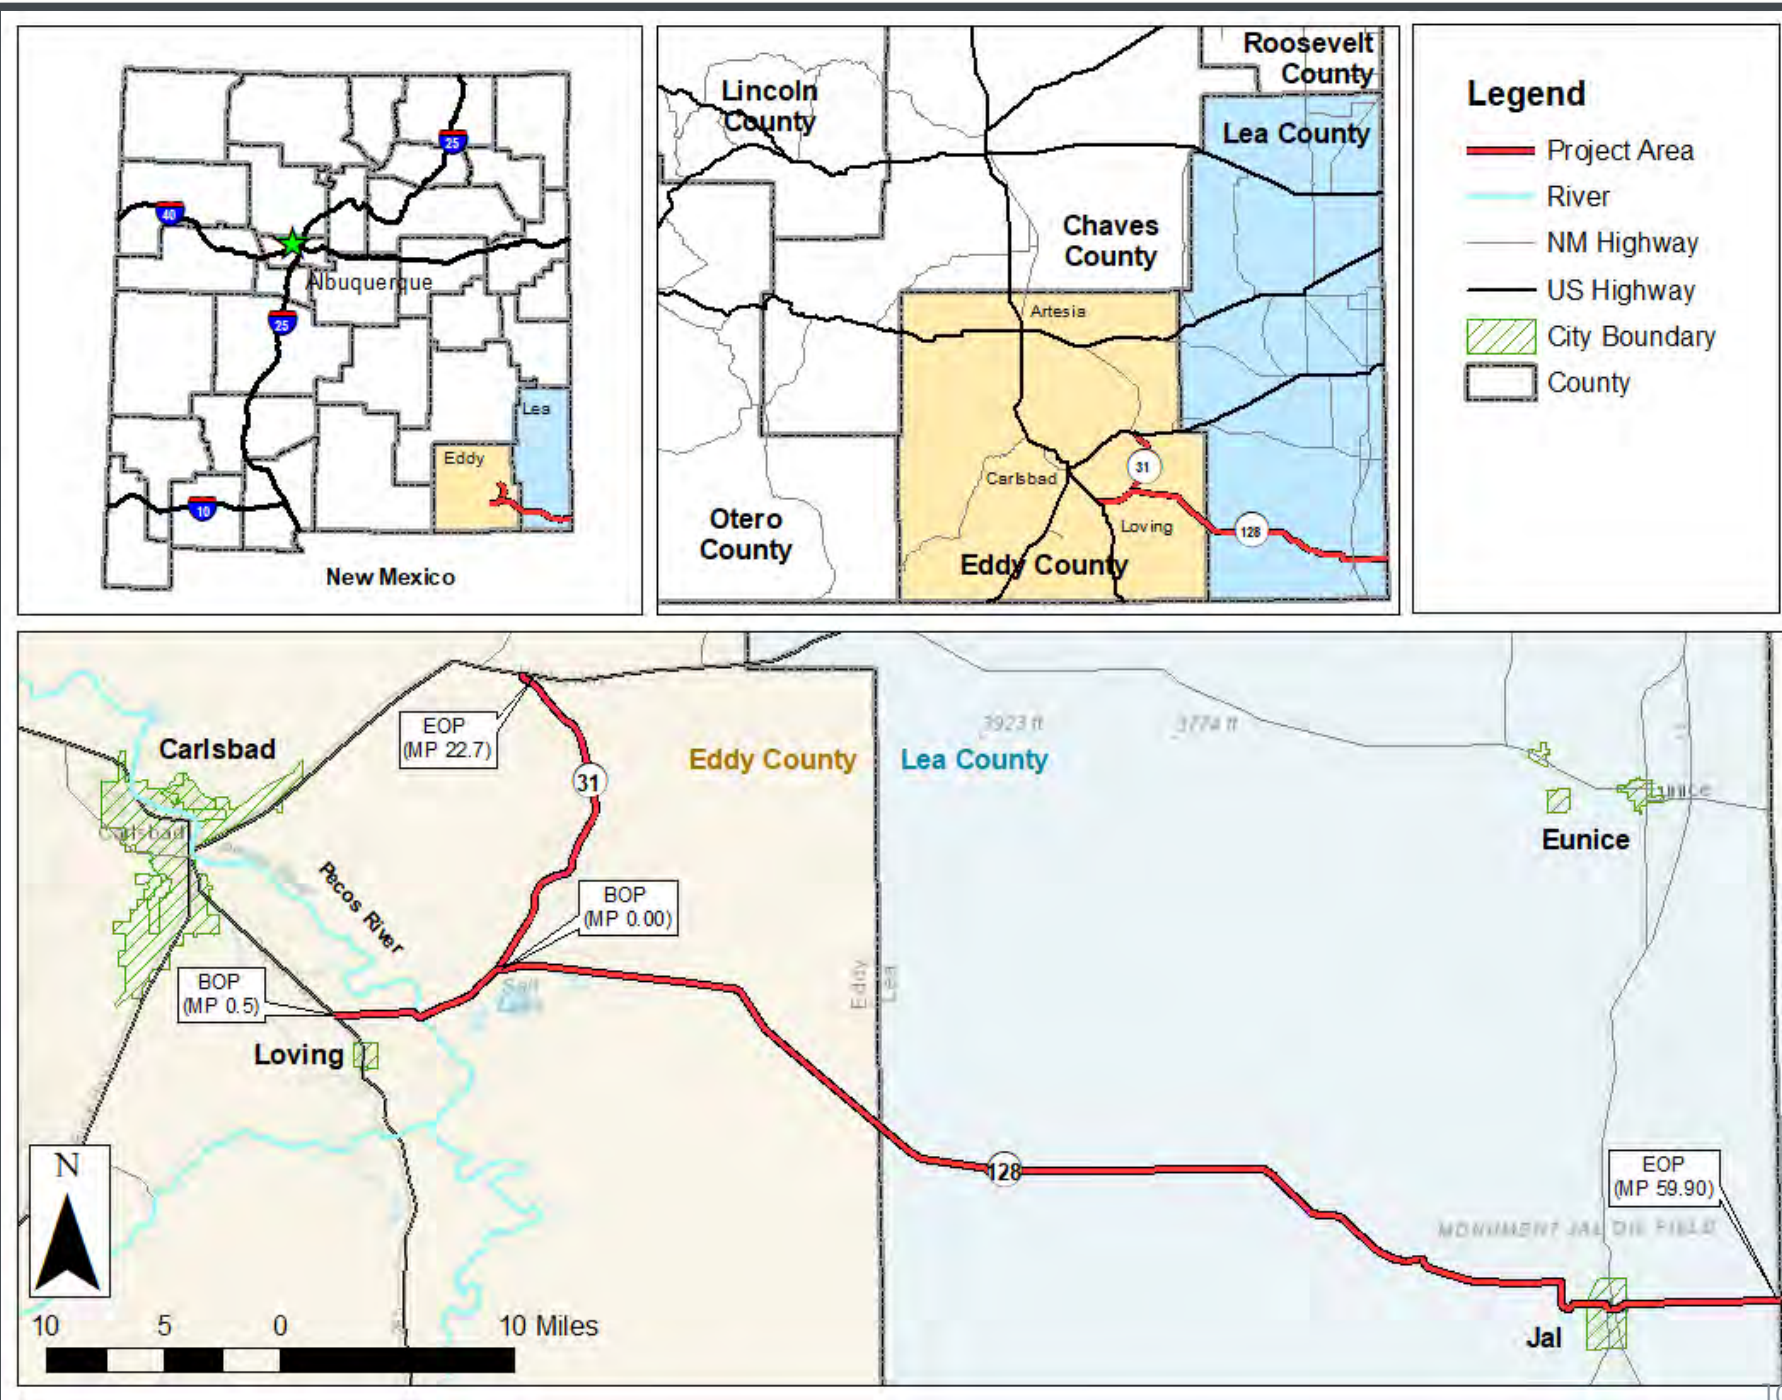 25
40
Albuquerque
25
Lea
Eddy
10
New Mexico
Roosevelt
County
Lincoln
County
Lea County
Chaves
County
Artesia
31
Carlsbad
Otero
County
Loving
128
Eddy County
Legend
Project Area
River
NM Highway
US Highway
City Boundary
County
EOP
(MP 22.7)
Carlsbad
31
Eddy County
Lea County
3923 ft
3774 ft
Carlsbad
Eunice
Eunice
Pecos River
BOP
(MP 0.00)
BOP
(MP 0.5)
Salt
Lake
Eddy
Lea
Loving
128
EOP
(MP 59.90)
MONUMENT JAL OIL FIELD
N
10 5 0 10 Miles
Jal